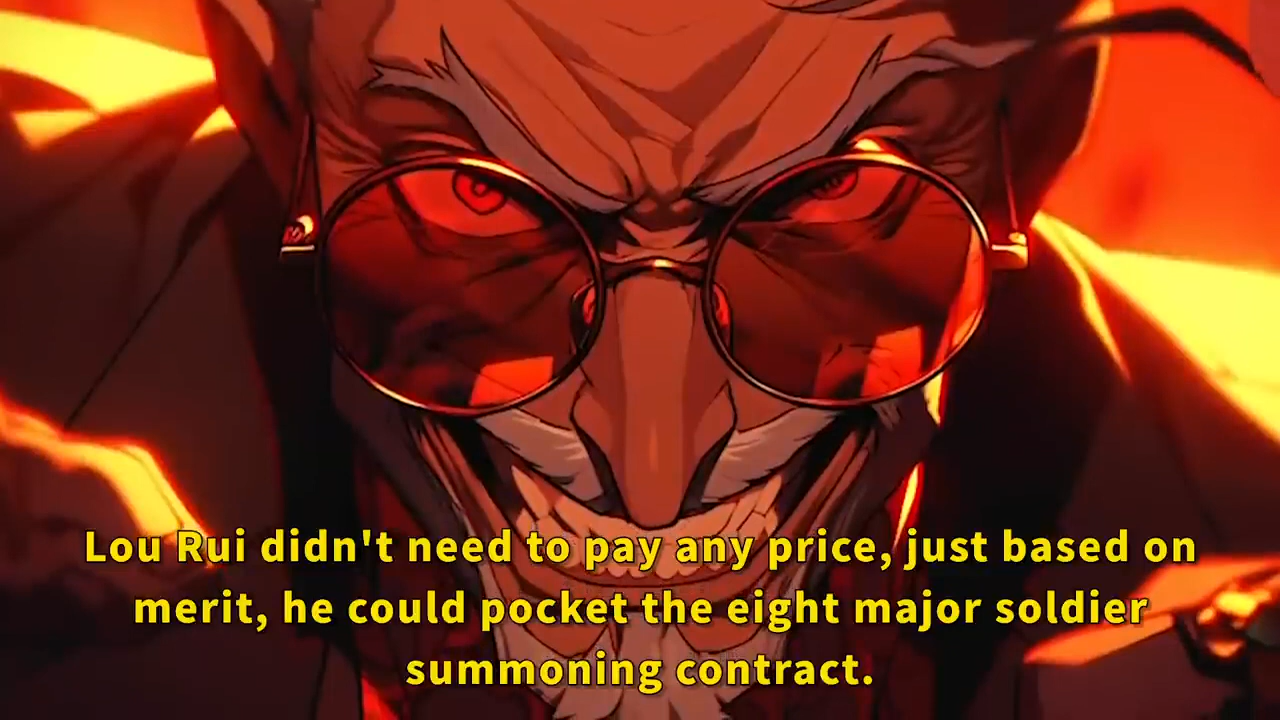 Lou Rui didn't need to pay any price, just based on
merit, he could pocket the eight major soldier
summoning contract.